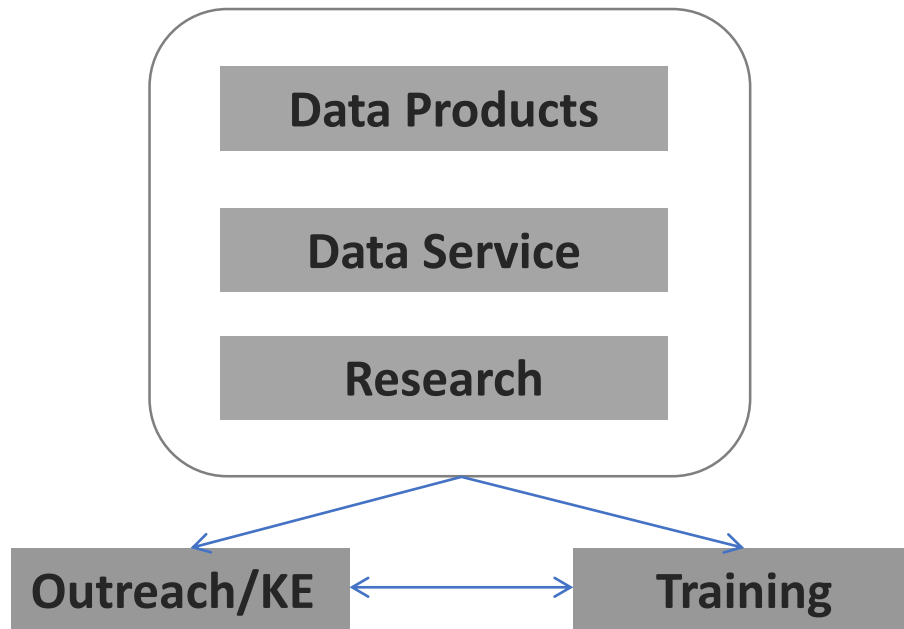 Data Products
Data Service
Research
Outreach/KE
Training